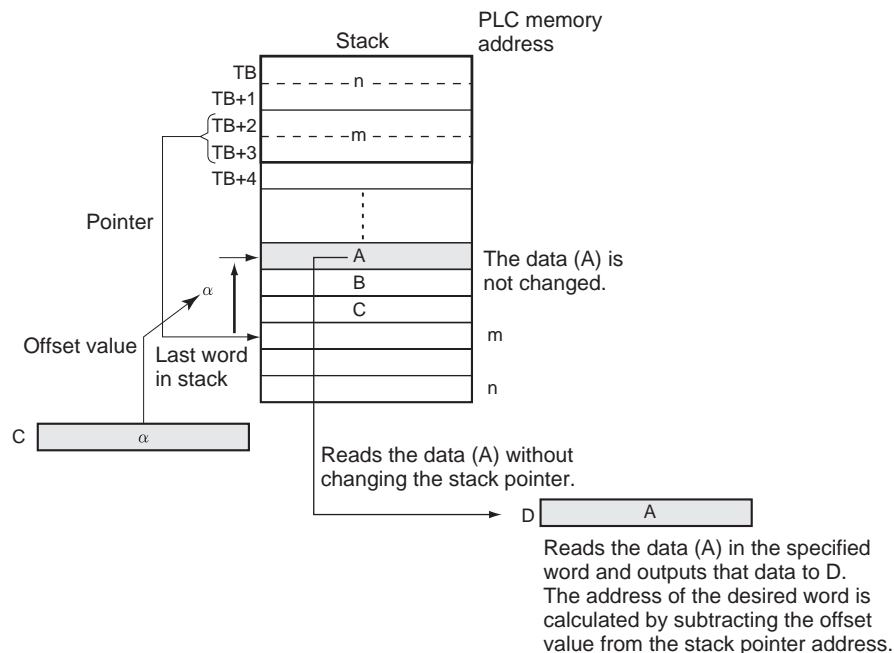 PLC memory
address
Stack
TB
n
TB+1
TB+2
m
TB+3
TB+4
Pointer
A
The data (A) is
not changed.
B
α
C
Offset value
Last word
in stack
m
n
C
α
Reads the data (A) without
changing the stack pointer.
D
A
Reads the data (A) in the specified
word and outputs that data to D.
The address of the desired word is
calculated by subtracting the offset
value from the stack pointer address.